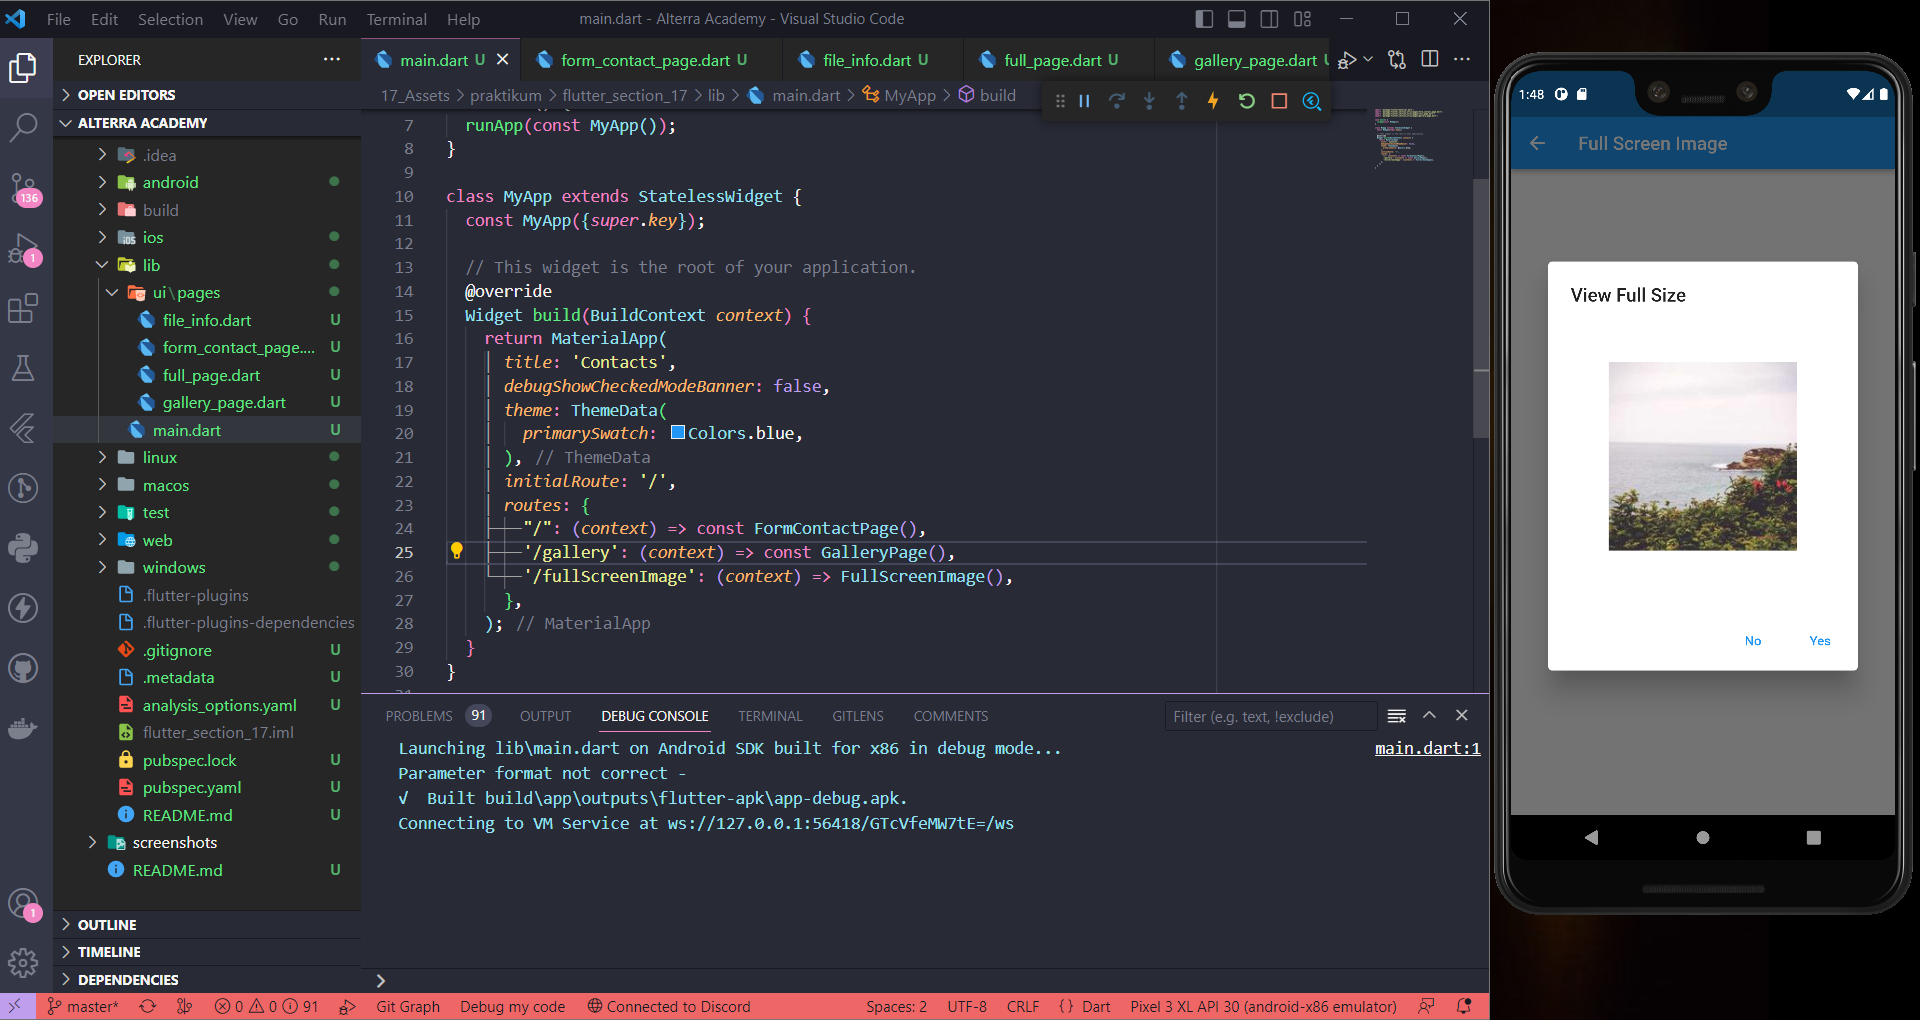 File Edit Selection View Go Run Terminal Help
main.dart - Alterra Academy - Visual Studio Code
EXPLORER
OPEN EDITORS
ALTERRA ACADEMY
.idea
android
build
ios
lib
ui\pages
file_info.dart U
form_contact_page.... U
full_page.dart U
gallery_page.dart U
main.dart U
linux
macos
test
web
windows
.flutter-plugins
.flutter-plugins-dependencies
.gitignore U
.metadata U
analysis_options.yaml U
flutter_section_17.iml
pubspec.lock U
pubspec.yaml U
README.md U
screenshots
README.md U
OUTLINE
TIMELINE
DEPENDENCIES
136
1
1
main.dart U
form_contact_page.dart U
file_info.dart U
full_page.dart U
gallery_page.dart
17_Assets > praktikum > flutter_section_17 > lib > main.dart > MyApp > build
7 runApp(const MyApp());
8 }
9
10 class MyApp extends StatelessWidget {
11 const MyApp({super.key});
12
13 // This widget is the root of your application.
14 @override
15 Widget build(BuildContext context) {
16 return MaterialApp(
17 title: 'Contacts',
18 debugShowCheckedModeBanner: false,
19 theme: ThemeData(
20 primarySwatch: Colors.blue,
21 ), // ThemeData
22 initialRoute: '/',
23 routes: {
24 "/": (context) => const FormContactPage(),
25 '/gallery': (context) => const GalleryPage(),
26 '/fullScreenImage': (context) => FullScreenImage(),
27 },
28 ); // MaterialApp
29 }
30 }
PROBLEMS 91 OUTPUT DEBUG CONSOLE TERMINAL GITLENS COMMENTS
Filter (e.g. text, !exclude)
Launching lib\main.dart on Android SDK built for x86 in debug mode...
main.dart:1
Parameter format not correct -
√ Built build\app\outputs\flutter-apk\app-debug.apk.
Connecting to VM Service at ws://127.0.0.1:56418/GTcVfeMW7tE=/ws
master* 0 0 91 Git Graph Debug my code Connected to Discord Spaces: 2 UTF-8 CRLF {} Dart Pixel 3 XL API 30 (android-x86 emulator)
1:48
Full Screen Image
View Full Size
No Yes